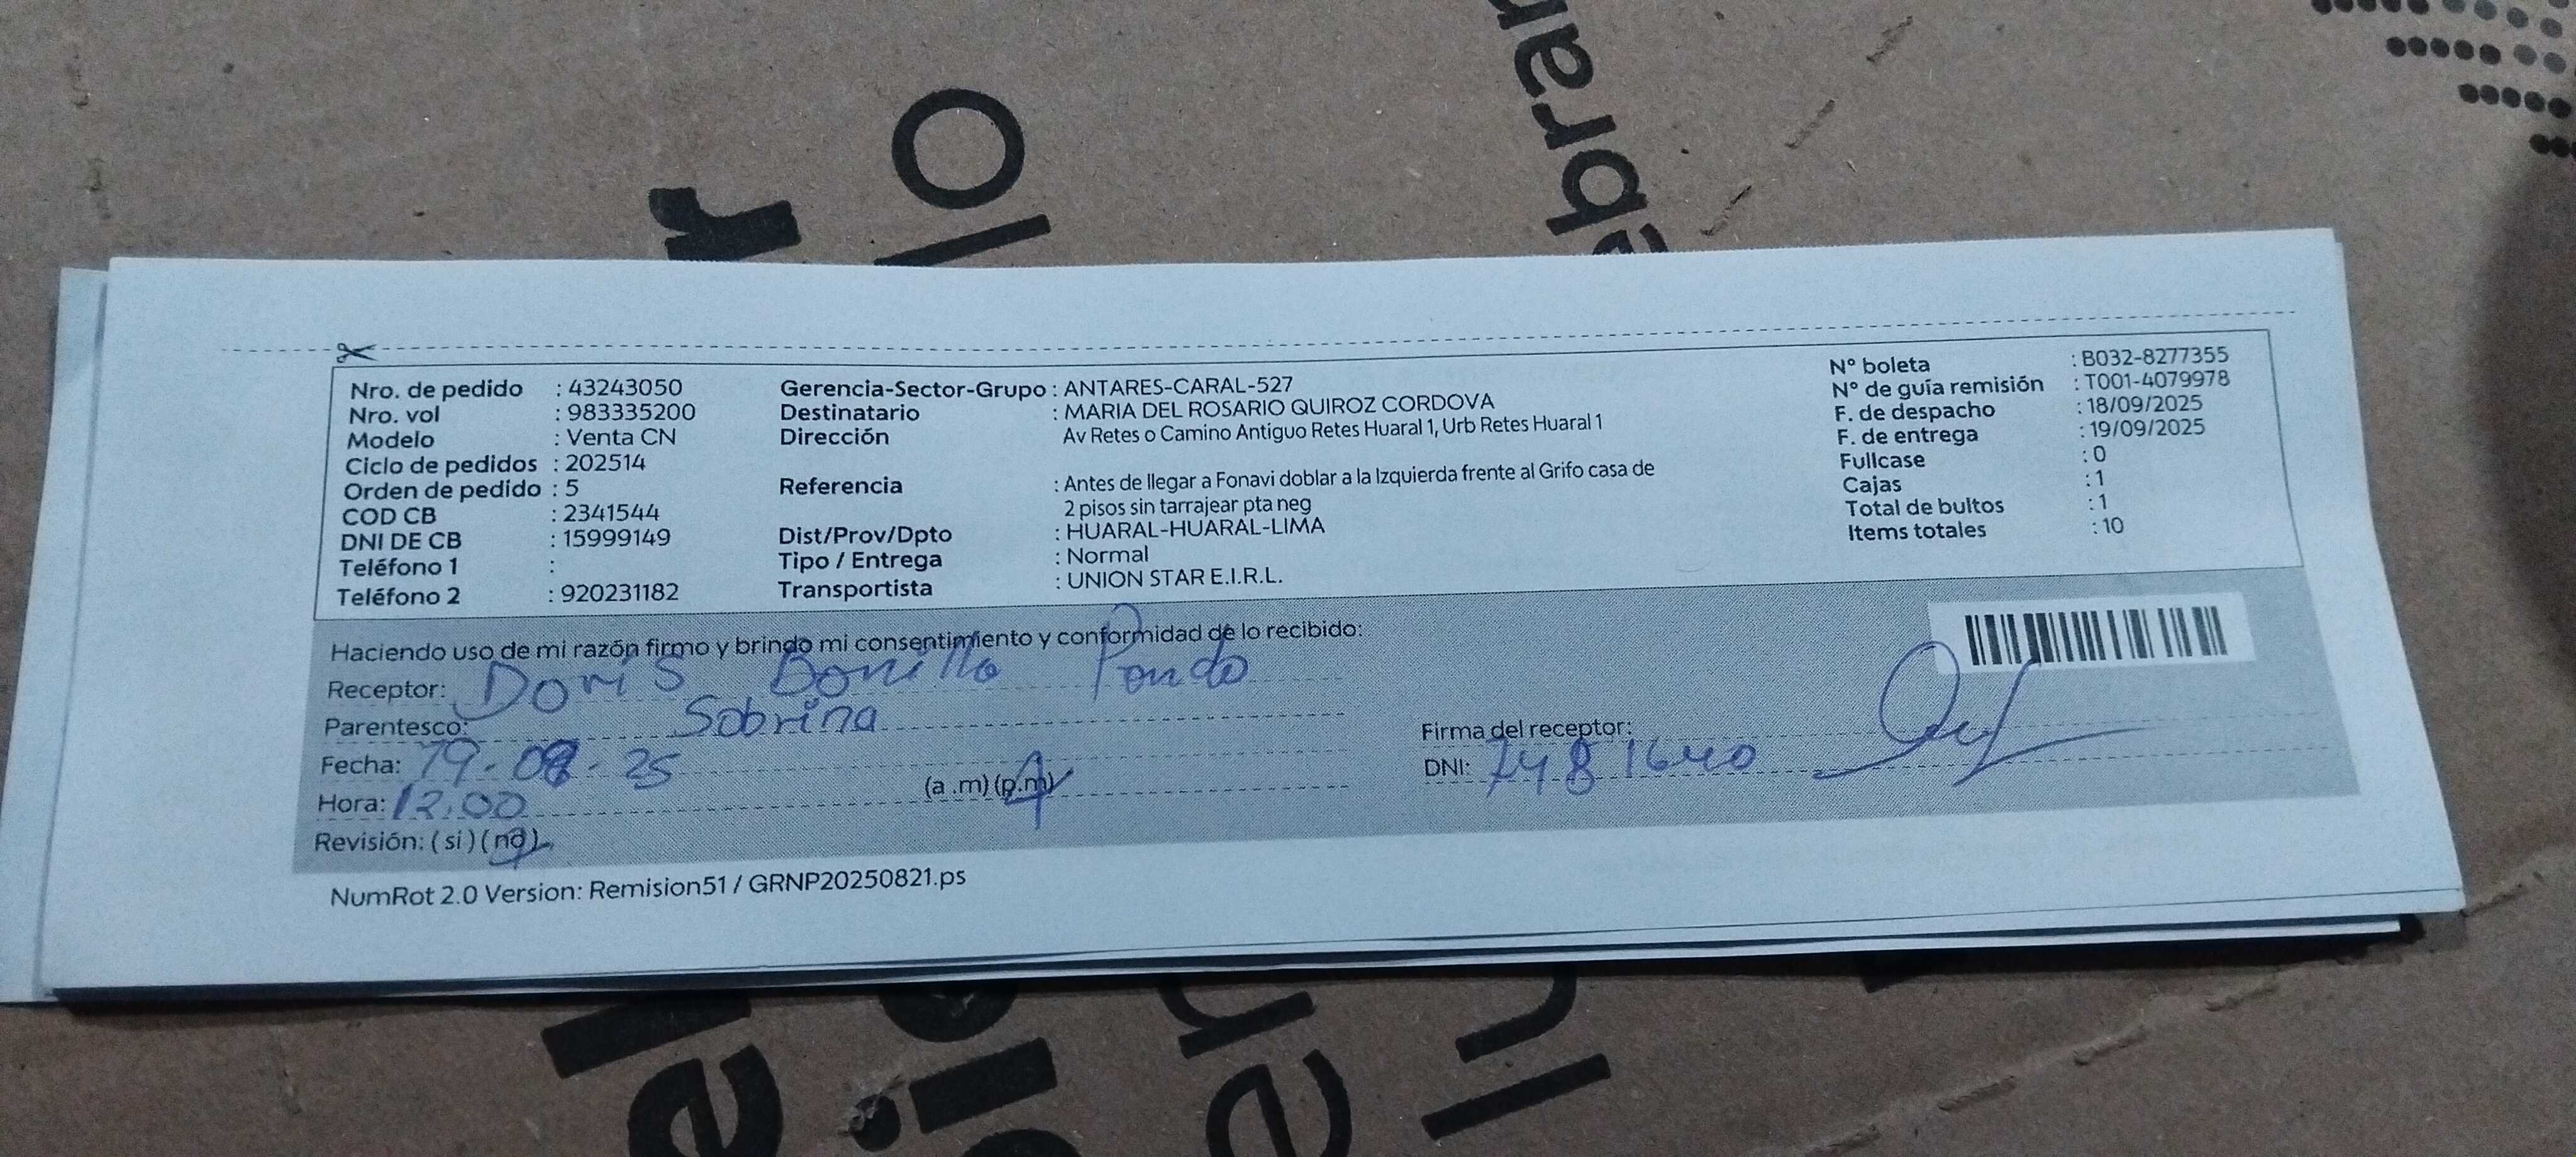 Nro. de pedido : 43243050
Nro. vol : 983335200
Modelo : Venta CN
Ciclo de pedidos : 202514
Orden de pedido : 5
COD CB : 2341544
DNI DE CB : 15999149
Teléfono 1 :
Teléfono 2 : 920231182
Gerencia-Sector-Grupo : ANTARES-CARAL-527
Destinatario : MARIA DEL ROSARIO QUIROZ CORDOVA
Dirección Av Retes o Camino Antiguo Retes Huaral 1, Urb Retes Huaral 1
Referencia : Antes de llegar a Fonavi doblar a la Izquierda frente al Grifo casa de
2 pisos sin tarrajear pta neg
Dist/Prov/Dpto : HUARAL-HUARAL-LIMA
Tipo / Entrega : Normal
Transportista : UNION STAR E.I.R.L.
N° boleta : B032-8277355
N° de guía remisión : T001-4079978
F. de despacho : 18/09/2025
F. de entrega : 19/09/2025
Fullcase : 0
Cajas : 1
Total de bultos : 1
Items totales : 10
Haciendo uso de mi razón firmo y brindo mi consentimiento y conformidad de lo recibido:
Receptor: Doris Bonilla Pando
Parentesco: Sobrina
Fecha: 19-09-25
Hora: 12:00 (a .m) (p.m)
Revisión: ( si ) ( no )
Firma del receptor:
DNI: 74816440
NumRot 2.0 Version: Remision51 / GRNP20250821.ps